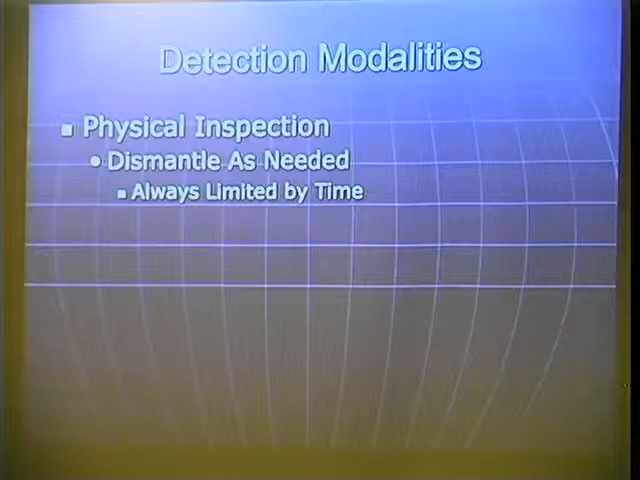 Detection Modalities
Physical Inspection
Dismantle As Needed
Always Limited by Time